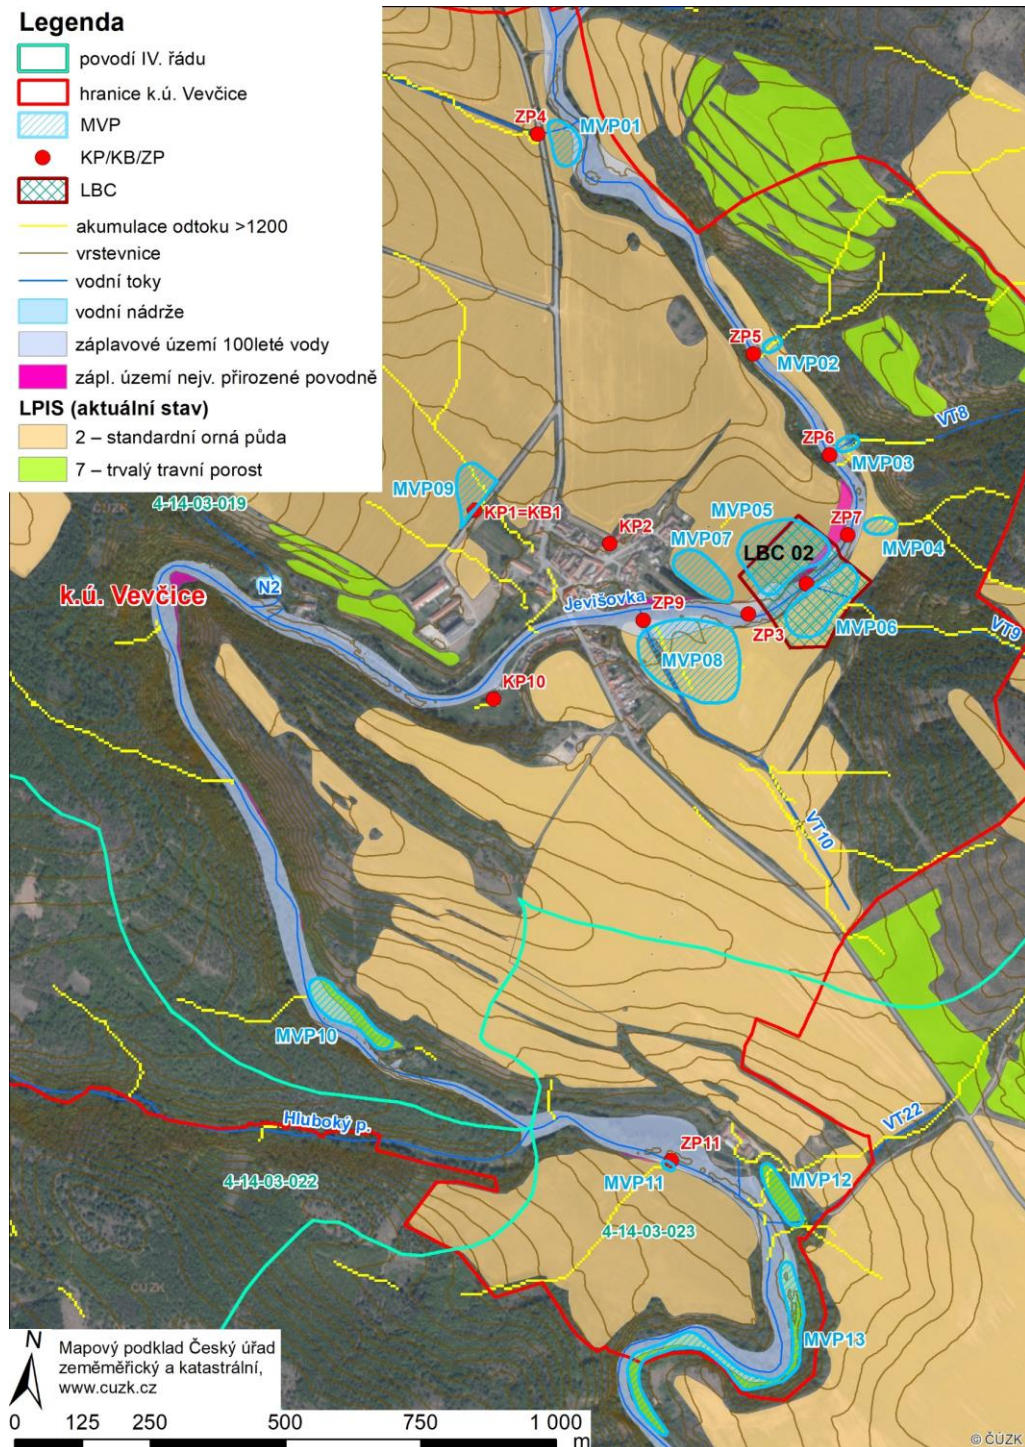 Legenda
povodí IV. řádu
hranice k.ú. Vevčice
MVP
KP/KB/ZP
LBC
akumulace odtoku >1200
vrstevnice
vodní toky
vodní nádrže
záplavové území 100leté vody
zápl. území nejv. přirozené povodně
LPIS (aktuální stav)
2 – standardní orná půda
7 – trvalý travní porost
ZP4
MVP01
ZP5
MVP02
VT8
ZP6
MVP03
MVP09
4-14-03-019
ČÚZK
KP1=KB1
KP2
MVP05
MVP07
ZP7
MVP04
LBC 02
k.ú. Vevčice
N2
Jevišovka
ZP9
ZP3
MVP06
VT9
MVP08
KP10
VT10
MVP10
Hluboký p.
VT22
ZP11
MVP11
MVP12
4-14-03-022
4-14-03-023
ČÚZK
MVP13
N
Mapový podklad Český úřad
zeměměřický a katastrální,
www.cuzk.cz
0 125 250 500 750 1 000
m
© ČÚZK